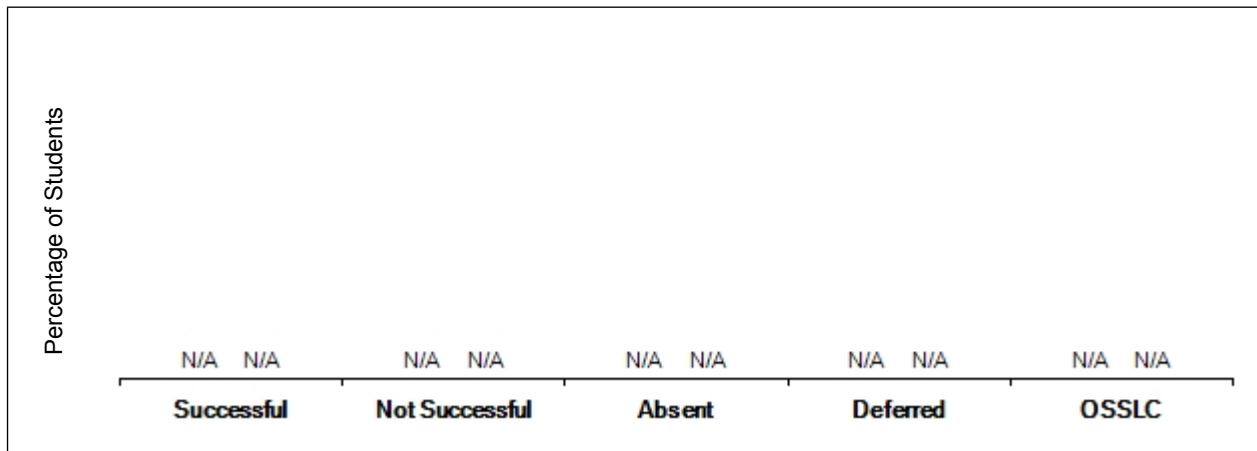 Percentage of Students
N/A N/A N/A N/A N/A N/A N/A N/A N/A N/A
Successful Not Successful Absent Deferred OSSLC